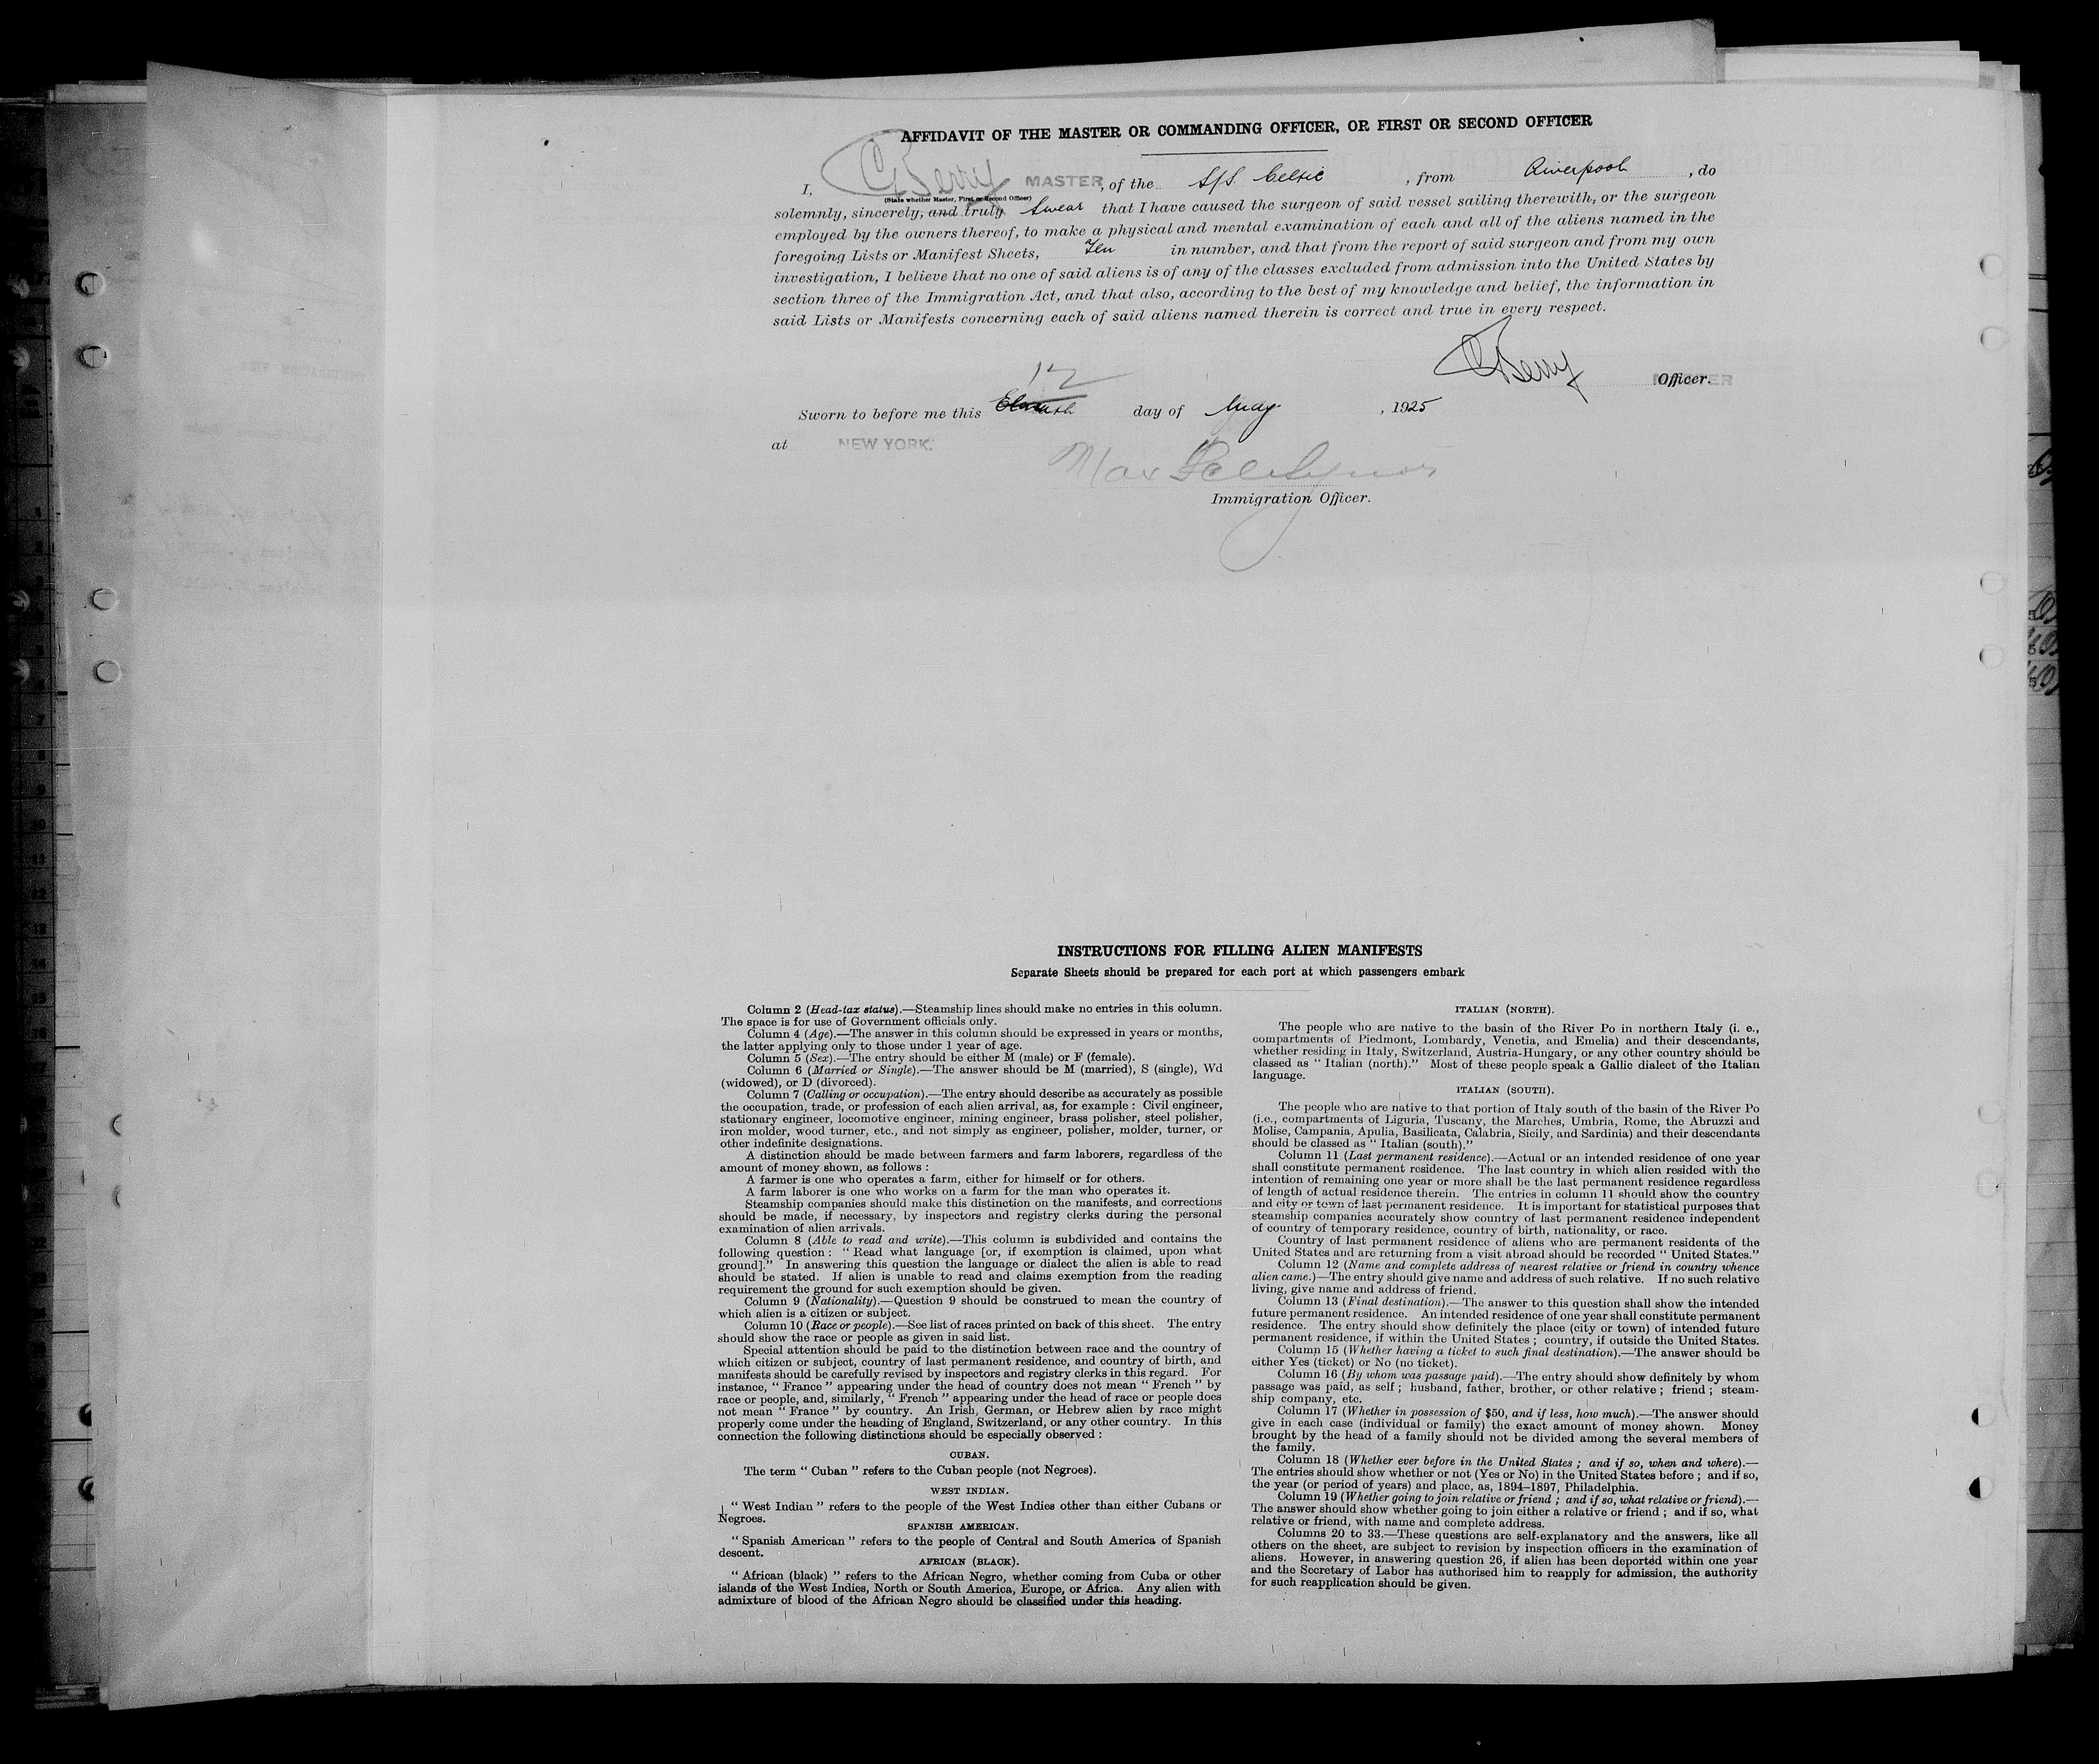 AFFIDAVIT OF THE MASTER OR COMMANDING OFFICER, OR FIRST OR SECOND OFFICER
I, C Berry MASTER, of the S/S. Celtic, from Liverpool, do
(State whether Master, First or Second Officer)
solemnly, sincerely, and truly Swear that I have caused the surgeon of said vessel sailing therewith, or the surgeon
employed by the owners thereof, to make a physical and mental examination of each and all of the aliens named in the
foregoing Lists or Manifest Sheets, Ten in number, and that from the report of said surgeon and from my own
investigation, I believe that no one of said aliens is of any of the classes excluded from admission into the United States by
section three of the Immigration Act, and that also, according to the best of my knowledge and belief, the information in
said Lists or Manifests concerning each of said aliens named therein is correct and true in every respect.
C Berry
MASTER Officer.
12
Sworn to before me this day of May, 1925
at NEW YORK.
Max
Immigration Officer.
INSTRUCTIONS FOR FILLING ALIEN MANIFESTS
Separate Sheets should be prepared for each port at which passengers embark
Column 2 (Head-tax status).—Steamship lines should make no entries in this column.
The space is for use of Government officials only.
Column 4 (Age).—The answer in this column should be expressed in years or months,
the latter applying only to those under 1 year of age.
Column 5 (Sex).—The entry should be either M (male) or F (female).
Column 6 (Married or Single).—The answer should be M (married), S (single), Wd
(widowed), or D (divorced).
Column 7 (Calling or occupation).—The entry should describe as accurately as possible
the occupation, trade, or profession of each alien arrival, as, for example : Civil engineer,
stationary engineer, locomotive engineer, mining engineer, brass polisher, steel polisher,
iron molder, wood turner, etc., and not simply as engineer, polisher, molder, turner, or
other indefinite designations.
A distinction should be made between farmers and farm laborers, regardless of the
amount of money shown, as follows :
A farmer is one who operates a farm, either for himself or for others.
A farm laborer is one who works on a farm for the man who operates it.
Steamship companies should make this distinction on the manifests, and corrections
should be made, if necessary, by inspectors and registry clerks during the personal
examination of alien arrivals.
Column 8 (Able to read and write).—This column is subdivided and contains the
following question : “ Read what language [or, if exemption is claimed, upon what
ground].” In answering this question the language or dialect the alien is able to read
should be stated. If alien is unable to read and claims exemption from the reading
requirement the ground for such exemption should be given.
Column 9 (Nationality).—Question 9 should be construed to mean the country of
which alien is a citizen or subject.
Column 10 (Race or people).—See list of races printed on back of this sheet. The entry
should show the race or people as given in said list.
Special attention should be paid to the distinction between race and the country of
which citizen or subject, country of last permanent residence, and country of birth, and
manifests should be carefully revised by inspectors and registry clerks in this regard. For
instance, “ France ” appearing under the head of country does not mean “ French ” by
race or people, and, similarly, “ French ” appearing under the head of race or people does
not mean “ France ” by country. An Irish, German, or Hebrew alien by race might
properly come under the heading of England, Switzerland, or any other country. In this
connection the following distinctions should be especially observed :
CUBAN.
The term “ Cuban ” refers to the Cuban people (not Negroes).
WEST INDIAN.
“ West Indian ” refers to the people of the West Indies other than either Cubans or
Negroes.
SPANISH AMERICAN.
“ Spanish American ” refers to the people of Central and South America of Spanish
descent.
AFRICAN (BLACK).
“ African (black) ” refers to the African Negro, whether coming from Cuba or other
islands of the West Indies, North or South America, Europe, or Africa. Any alien with
admixture of blood of the African Negro should be classified under this heading.
ITALIAN (NORTH).
The people who are native to the basin of the River Po in northern Italy (i. e.,
compartments of Piedmont, Lombardy, Venetia, and Emelia) and their descendants,
whether residing in Italy, Switzerland, Austria-Hungary, or any other country should be
classed as “ Italian (north).” Most of these people speak a Gallic dialect of the Italian
language.
ITALIAN (SOUTH).
The people who are native to that portion of Italy south of the basin of the River Po
(i.e., compartments of Liguria, Tuscany, the Marches, Umbria, Rome, the Abruzzi and
Molise, Campania, Apulia, Basilicata, Calabria, Sicily, and Sardinia) and their descendants
should be classed as “ Italian (south).”
Column 11 (Last permanent residence).—Actual or an intended residence of one year
shall constitute permanent residence. The last country in which alien resided with the
intention of remaining one year or more shall be the last permanent residence regardless
of length of actual residence therein. The entries in column 11 should show the country
and city or town of last permanent residence. It is important for statistical purposes that
steamship companies accurately show country of last permanent residence independent
of country of temporary residence, country of birth, nationality, or race.
Country of last permanent residence of aliens who are permanent residents of the
United States and are returning from a visit abroad should be recorded “ United States.”
Column 12 (Name and complete address of nearest relative or friend in country whence
alien came.)—The entry should give name and address of such relative. If no such relative
living, give name and address of friend.
Column 13 (Final destination).—The answer to this question shall show the intended
future permanent residence. An intended residence of one year shall constitute permanent
residence. The entry should show definitely the place (city or town) of intended future
permanent residence, if within the United States ; country, if outside the United States.
Column 15 (Whether having a ticket to such final destination).—The answer should be
either Yes (ticket) or No (no ticket).
Column 16 (By whom was passage paid).—The entry should show definitely by whom
passage was paid, as self ; husband, father, brother, or other relative ; friend ; steam-
ship company, etc.
Column 17 (Whether in possession of $50, and if less, how much).—The answer should
give in each case (individual or family) the exact amount of money shown. Money
brought by the head of a family should not be divided among the several members of
the family.
Column 18 (Whether ever before in the United States ; and if so, when and where).—
The entries should show whether or not (Yes or No) in the United States before ; and if so,
the year (or period of years) and place, as, 1894–1897, Philadelphia.
Column 19 (Whether going to join relative or friend ; and if so, what relative or friend).—
The answer should show whether going to join either a relative or friend ; and if so, what
relative or friend, with name and complete address.
Columns 20 to 33.—These questions are self-explanatory and the answers, like all
others on the sheet, are subject to revision by inspection officers in the examination of
aliens. However, in answering question 26, if alien has been deported within one year
and the Secretary of Labor has authorised him to reapply for admission, the authority
for such reapplication should be given.